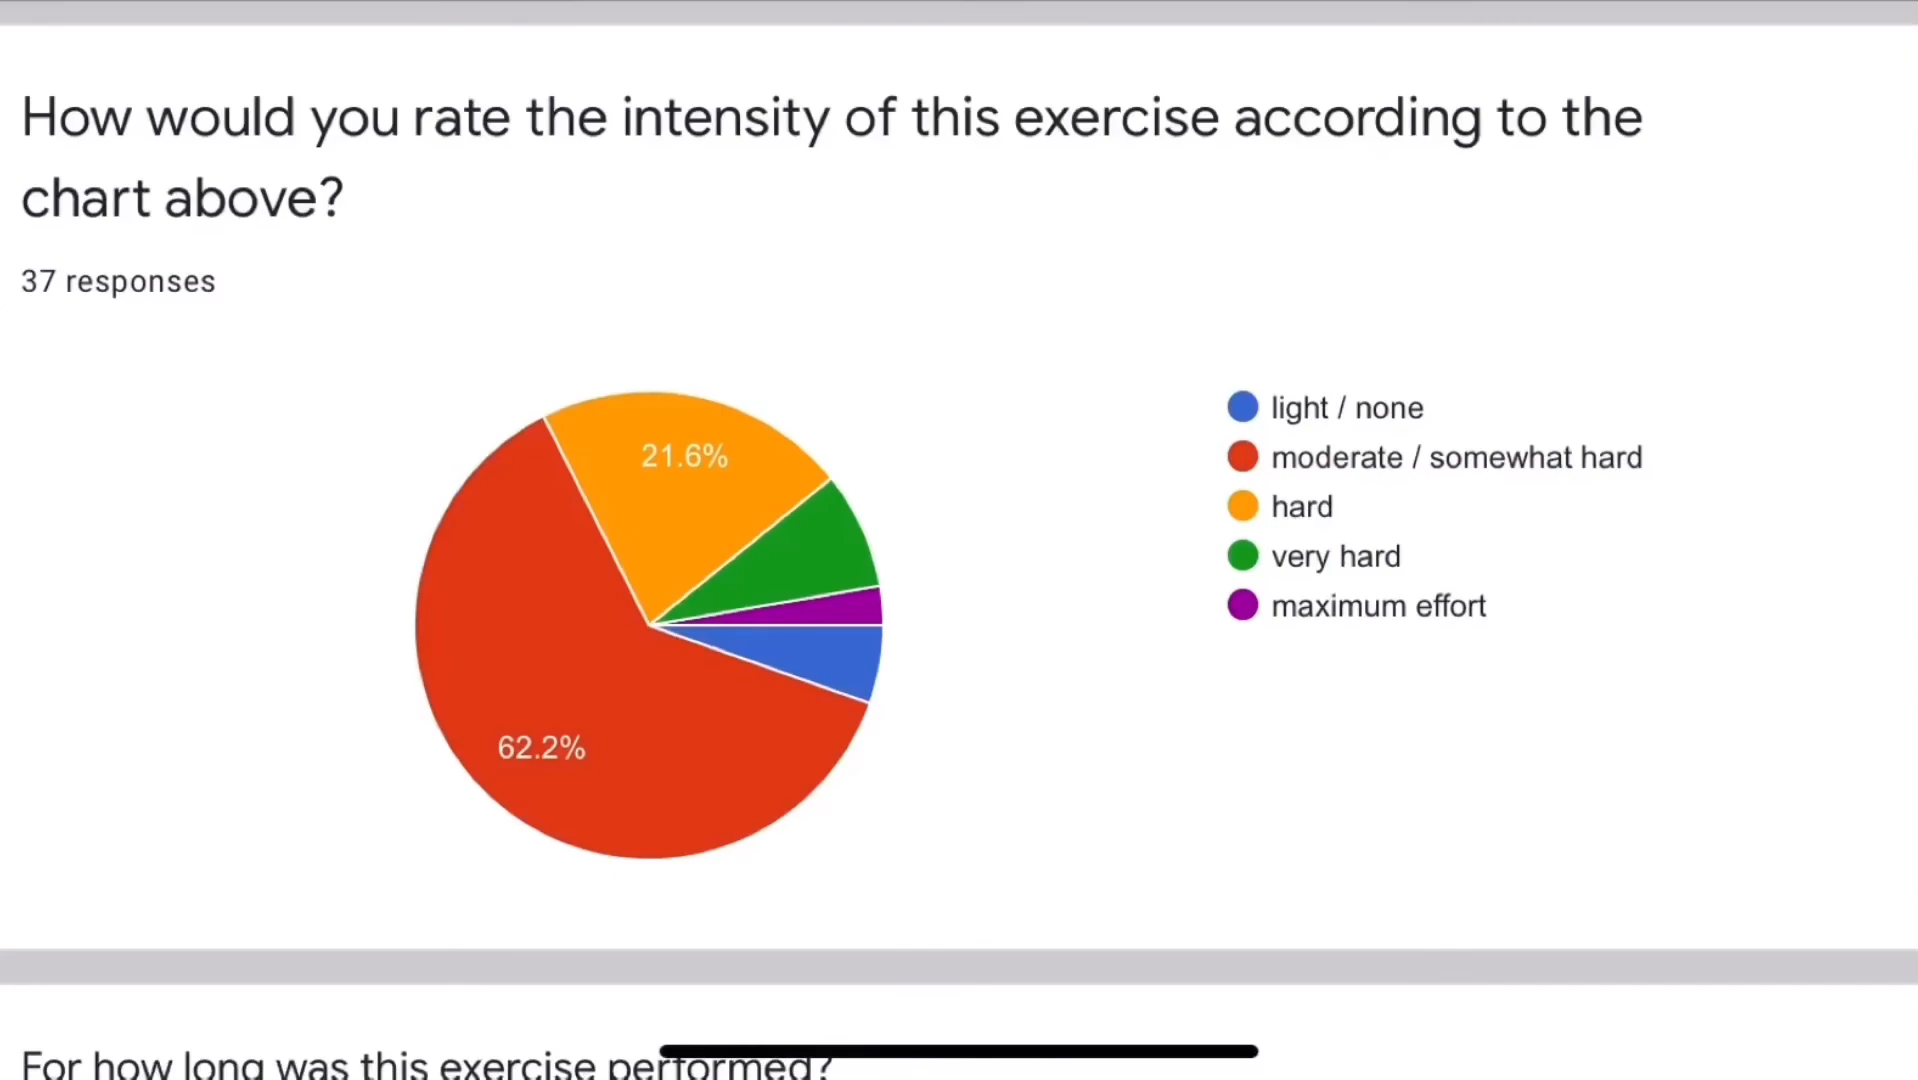 How would you rate the intensity of this exercise according to the
chart above?
37 responses
21.6%
62.2%
light / none
moderate / somewhat hard
hard
very hard
maximum effort
For how long was this exercise performed?